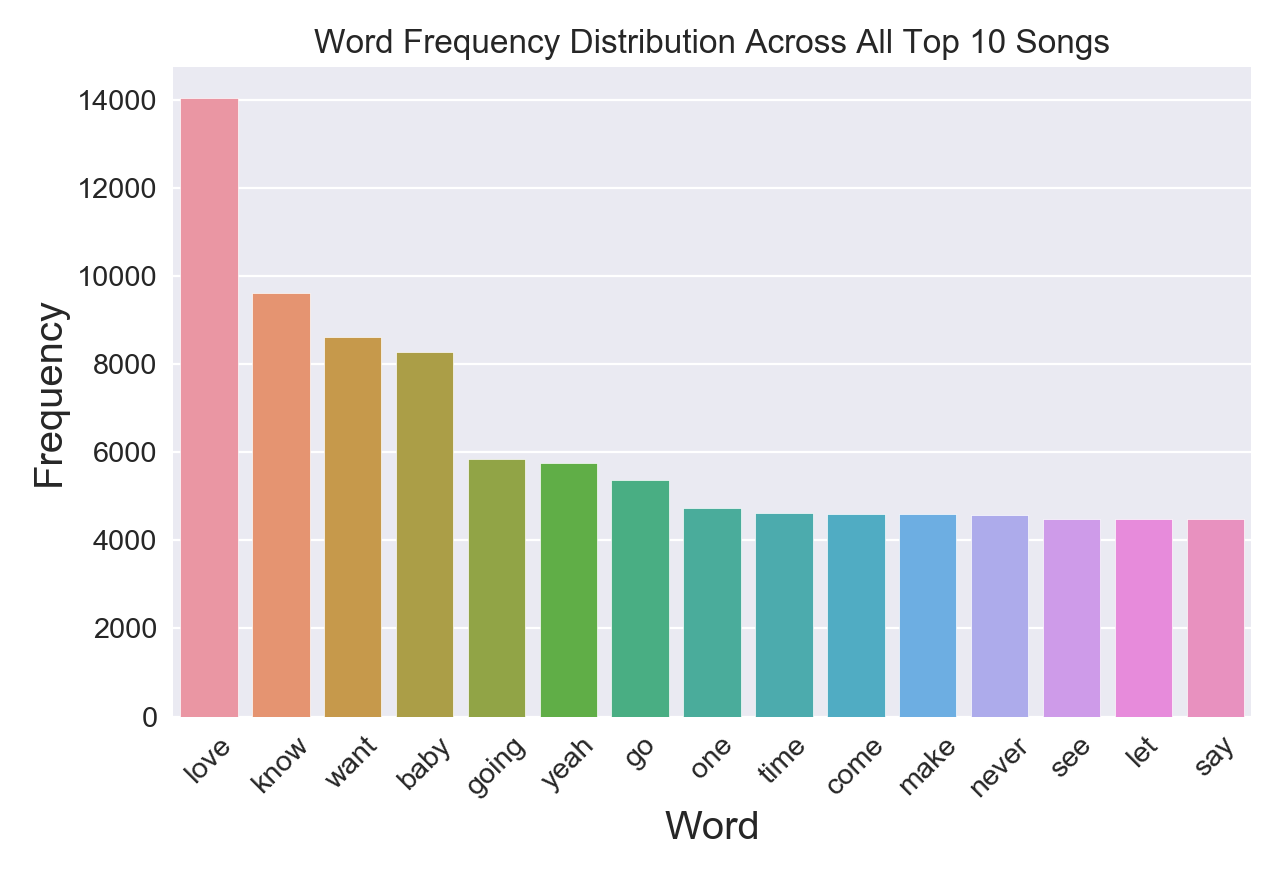 Word Frequency Distribution Across All Top 10 Songs
Frequency
14000
12000
10000
8000
6000
4000
2000
0
love know want baby going yeah go one time come make never see let say
Word